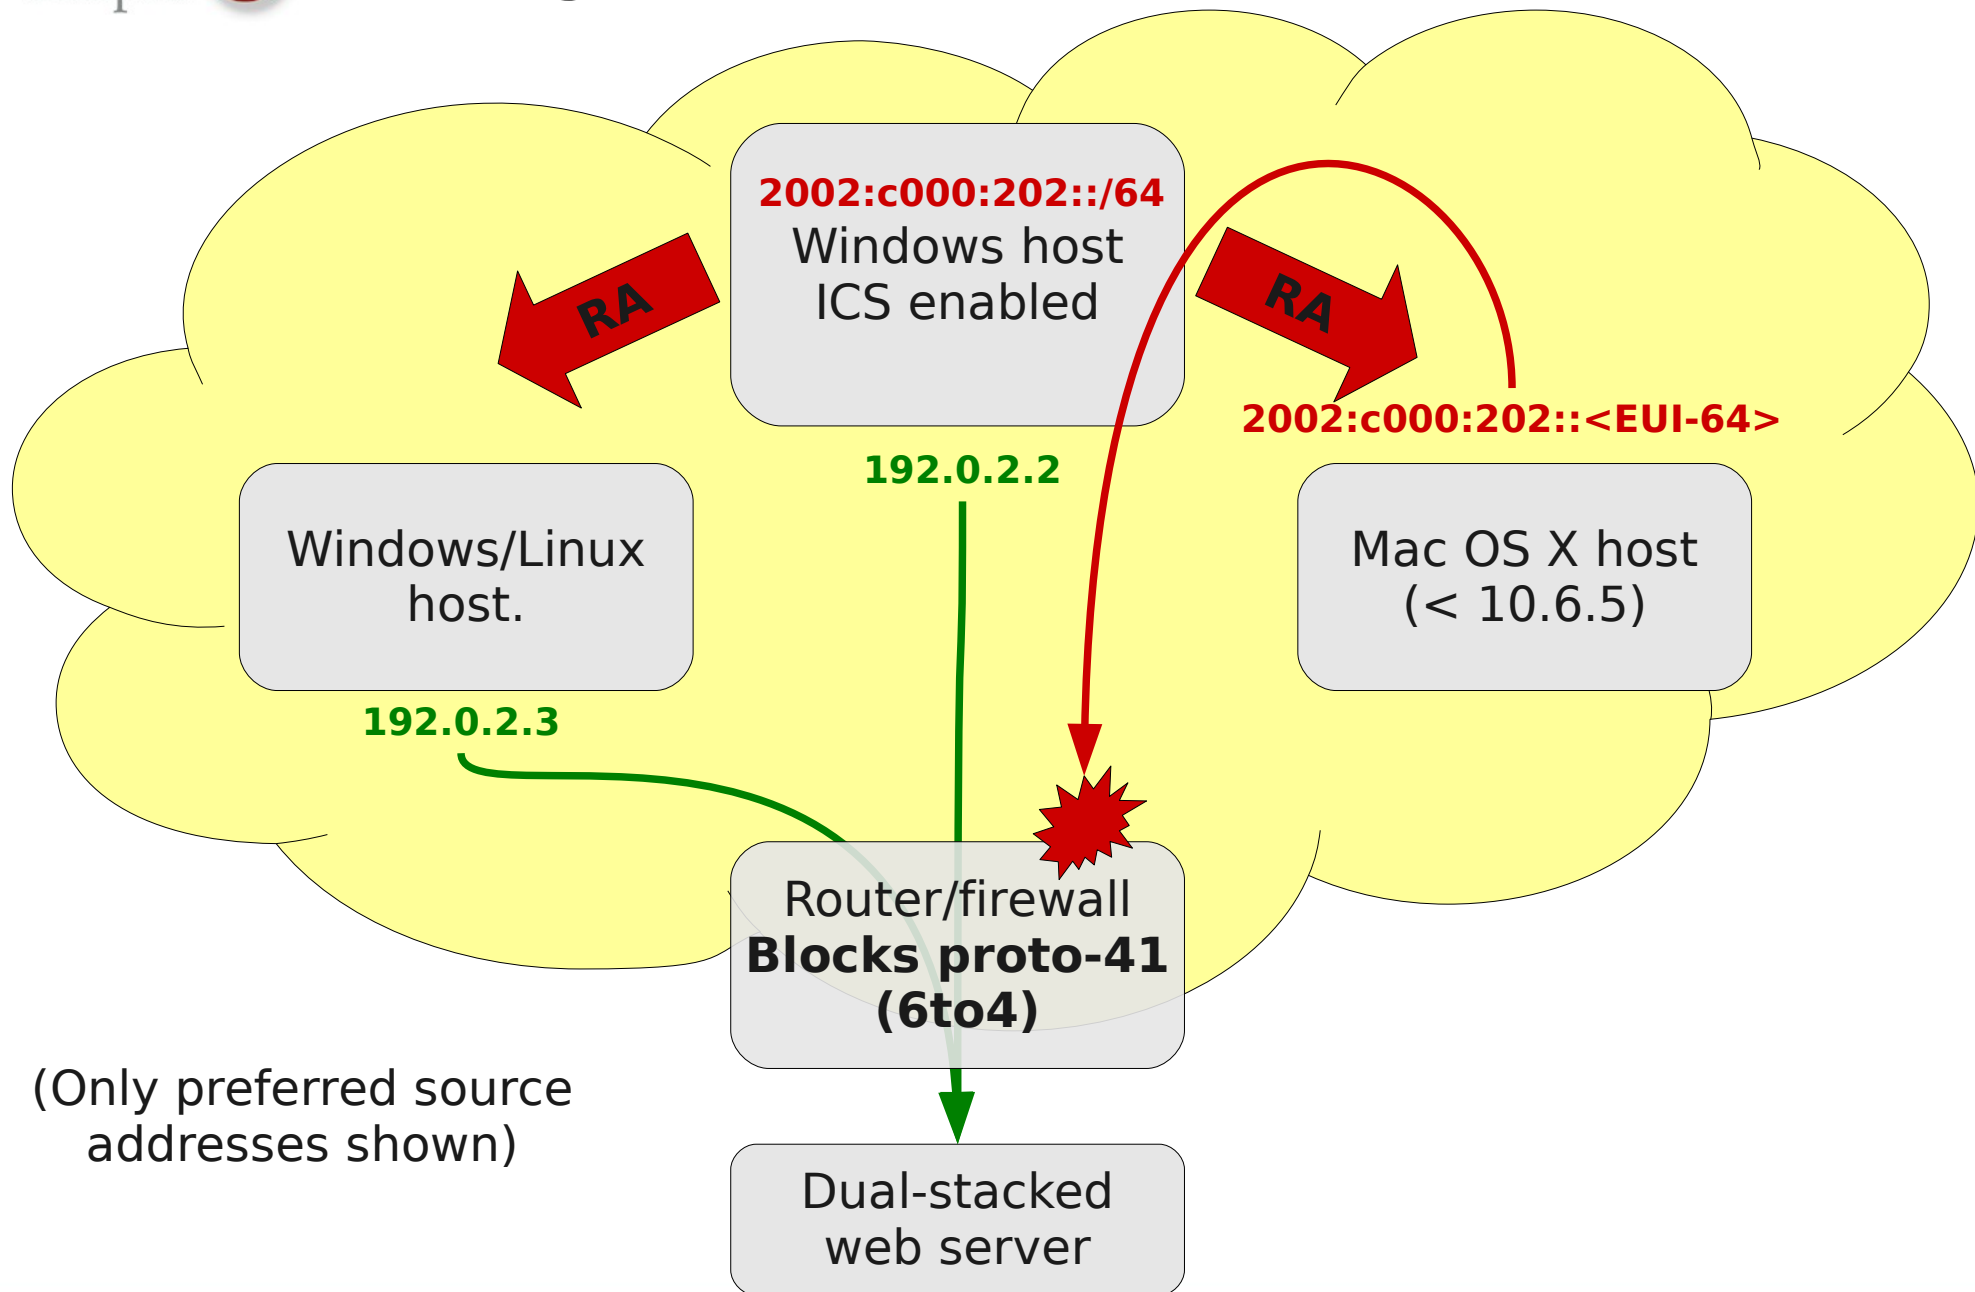 2002:c000:202::/64
Windows host
ICS enabled
RA
RA
2002:c000:202::<EUI-64>
192.0.2.2
Windows/Linux
host.
Mac OS X host
(< 10.6.5)
192.0.2.3
Router/firewall
Blocks proto-41
(6to4)
(Only preferred source
addresses shown)
Dual-stacked
web server